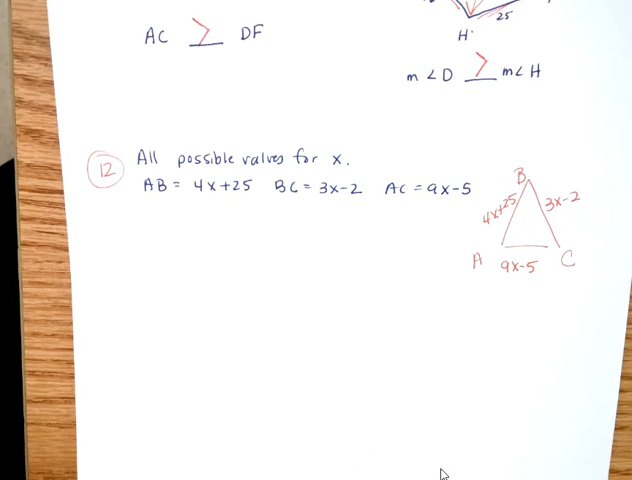 25
AC > DF
H
m∠D > m∠H
12 All possible values for x.
AB = 4x+25 BC = 3x-2 AC = 9x-5
B
4x+25 3x-2
A C
9x-5